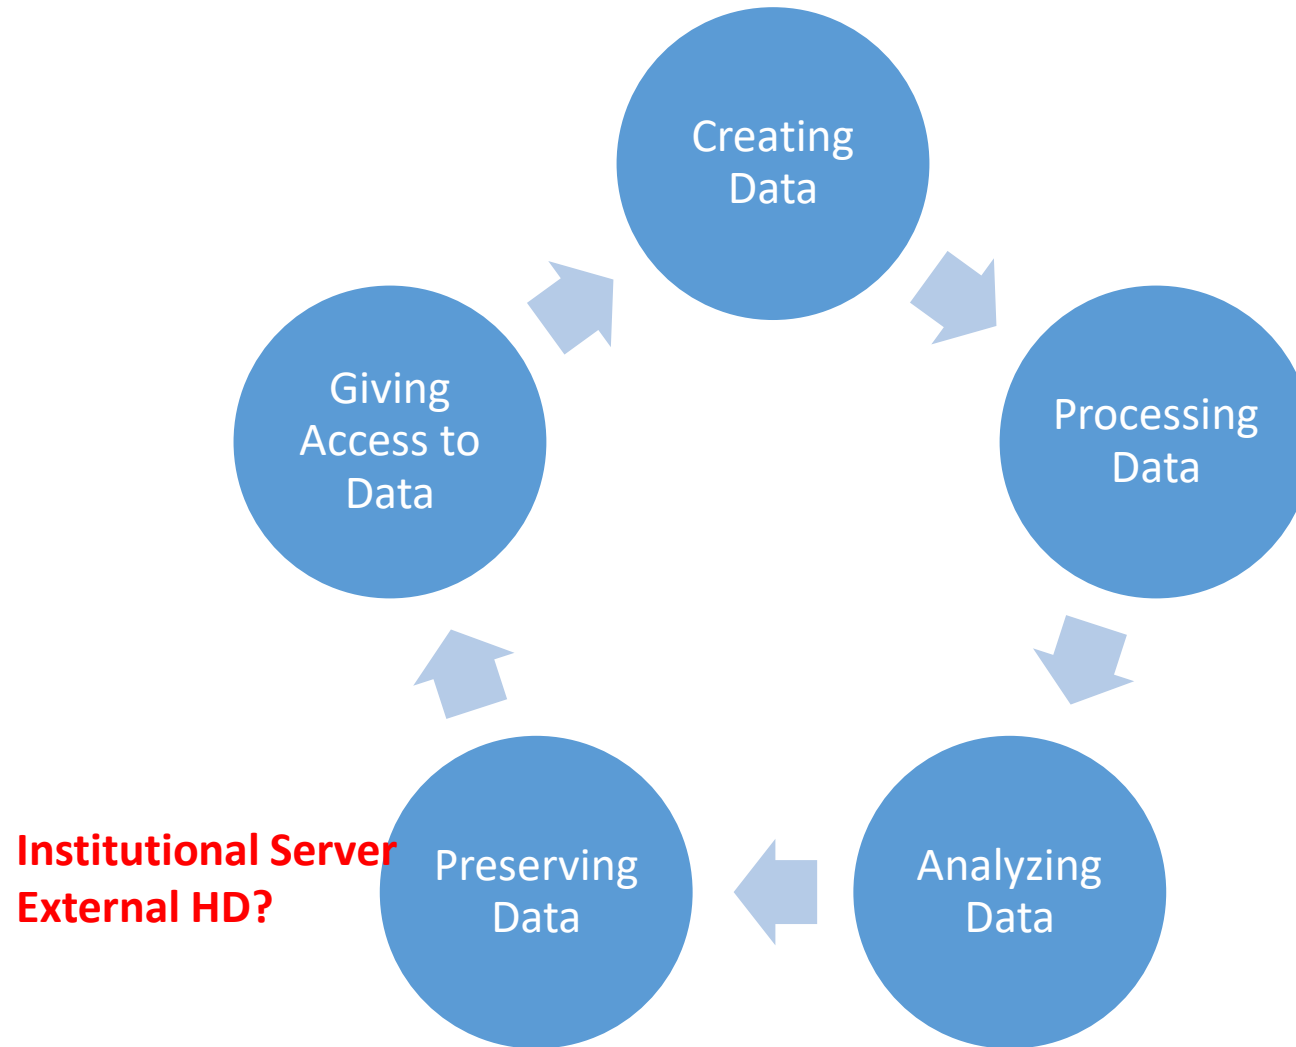 Creating
Data
Processing
Data
Analyzing
Data
Preserving
Data
Institutional Server
External HD?
Giving
Access to
Data